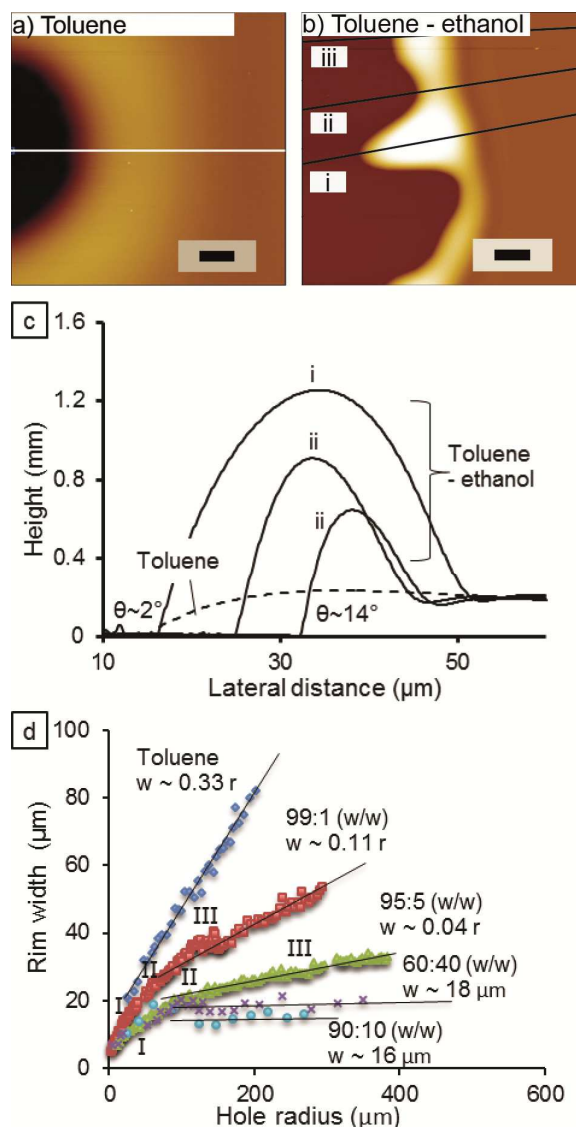 a) Toluene
b) Toluene - ethanol
iii
ii
i
c
1.6
1.2
0.8
0.4
0
Height (mm)
i
ii
ii
Toluene
- ethanol
Toluene
θ~2°
θ~14°
10
30
50
Lateral distance (µm)
d
100
80
60
40
20
0
Rim width (µm)
Toluene
w ~ 0.33 r
99:1 (w/w)
w ~ 0.11 r
95:5 (w/w)
w ~ 0.04 r
60:40 (w/w)
w ~ 18 µm
90:10 (w/w)
w ~ 16 µm
III
II
I
III
II
I
0
200
400
600
Hole radius(µm)